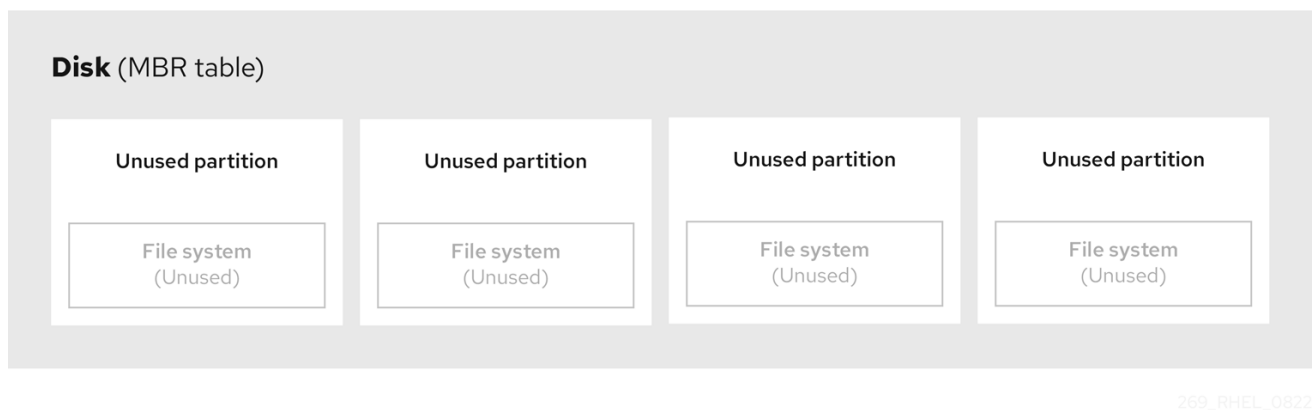 Disk (MBR table)
Unused partition
File system
(Unused)
Unused partition
File system
(Unused)
Unused partition
File system
(Unused)
Unused partition
File system
(Unused)
269_RHEL_0822